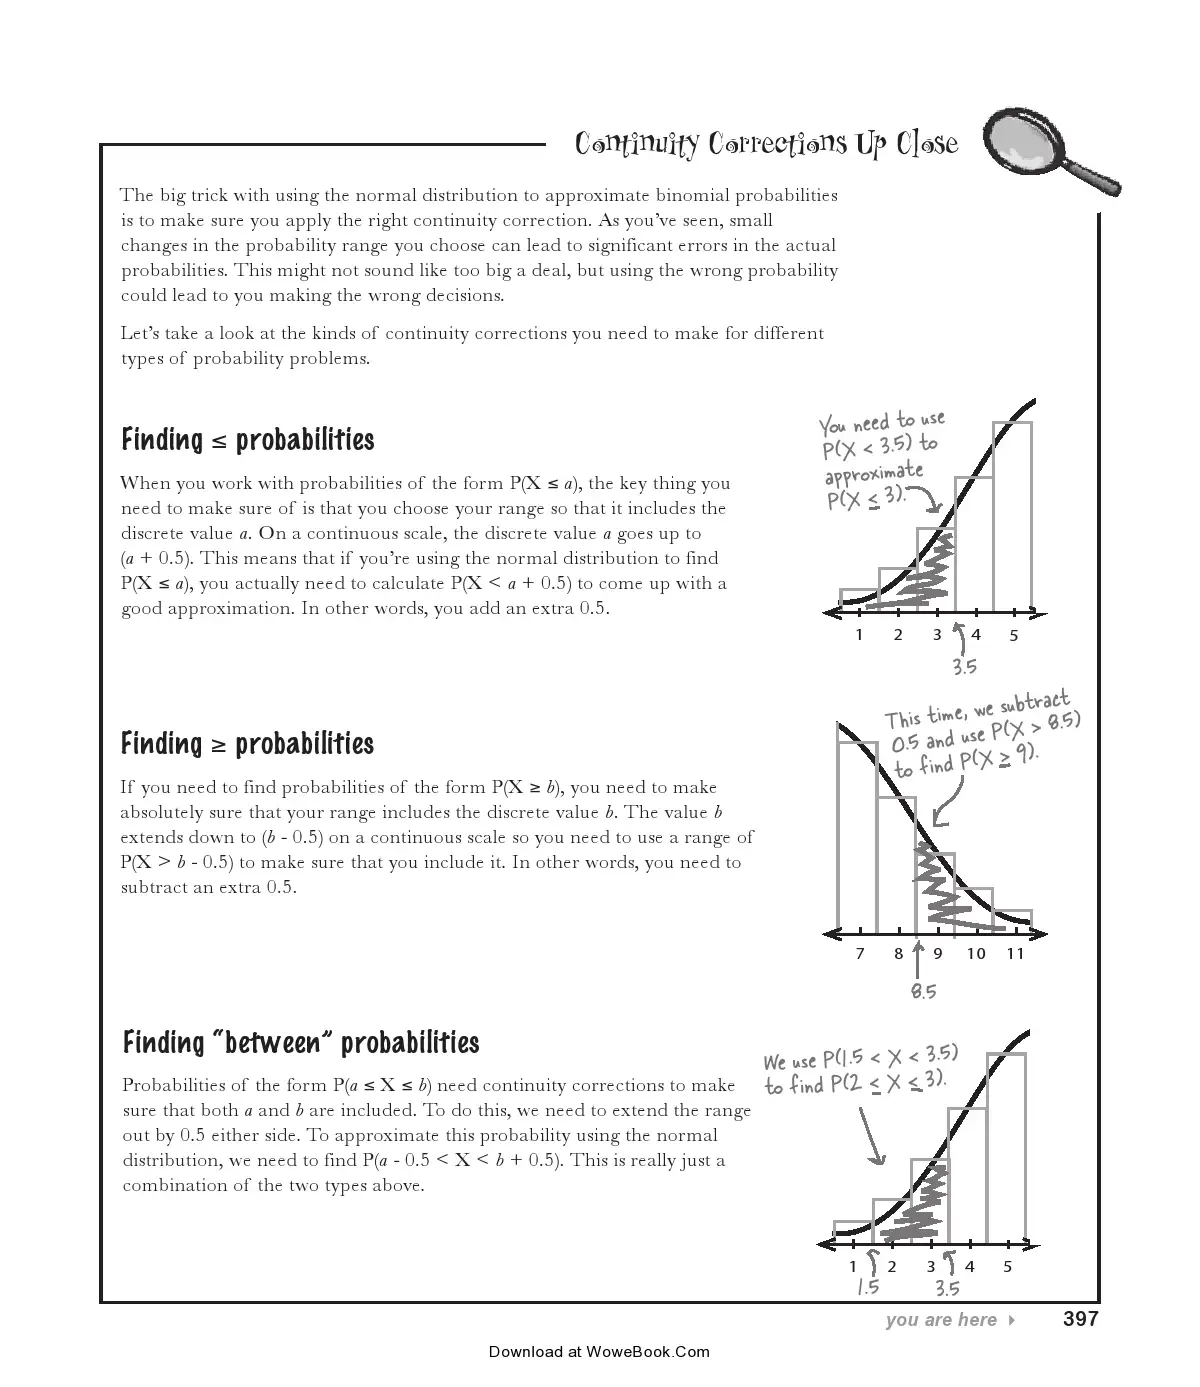 Continuity Corrections Up Close
The big trick with using the normal distribution to approximate binomial probabilities
is to make sure you apply the right continuity correction. As you’ve seen, small
changes in the probability range you choose can lead to significant errors in the actual
probabilities. This might not sound like too big a deal, but using the wrong probability
could lead to you making the wrong decisions.
Let’s take a look at the kinds of continuity corrections you need to make for different
types of probability problems.
Finding ≤ probabilities
When you work with probabilities of the form P(X ≤ a), the key thing you
need to make sure of is that you choose your range so that it includes the
discrete value a. On a continuous scale, the discrete value a goes up to
(a + 0.5). This means that if you’re using the normal distribution to find
P(X ≤ a), you actually need to calculate P(X < a + 0.5) to come up with a
good approximation. In other words, you add an extra 0.5.
You need to use
P(X < 3.5) to
approximate
P(X ≤ 3).
1 2 3 4 5
3.5
Finding ≥ probabilities
If you need to find probabilities of the form P(X ≥ b), you need to make
absolutely sure that your range includes the discrete value b. The value b
extends down to (b - 0.5) on a continuous scale so you need to use a range of
P(X > b - 0.5) to make sure that you include it. In other words, you need to
subtract an extra 0.5.
This time, we subtract
0.5 and use P(X > 8.5)
to find P(X ≥ 9).
7 8 9 10 11
8.5
Finding “between” probabilities
Probabilities of the form P(a ≤ X ≤ b) need continuity corrections to make
sure that both a and b are included. To do this, we need to extend the range
out by 0.5 either side. To approximate this probability using the normal
distribution, we need to find P(a - 0.5 < X < b + 0.5). This is really just a
combination of the two types above.
We use P(1.5 < X < 3.5)
to find P(2 ≤ X ≤ 3).
1 2 3 4 5
1.5 3.5
you are here 397
Download at WoweBook.Com